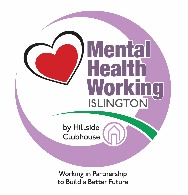 Mental
Health
Working
ISLINGTON
by Hillside
Clubhouse
Working in Partnership
to Build a Better Future